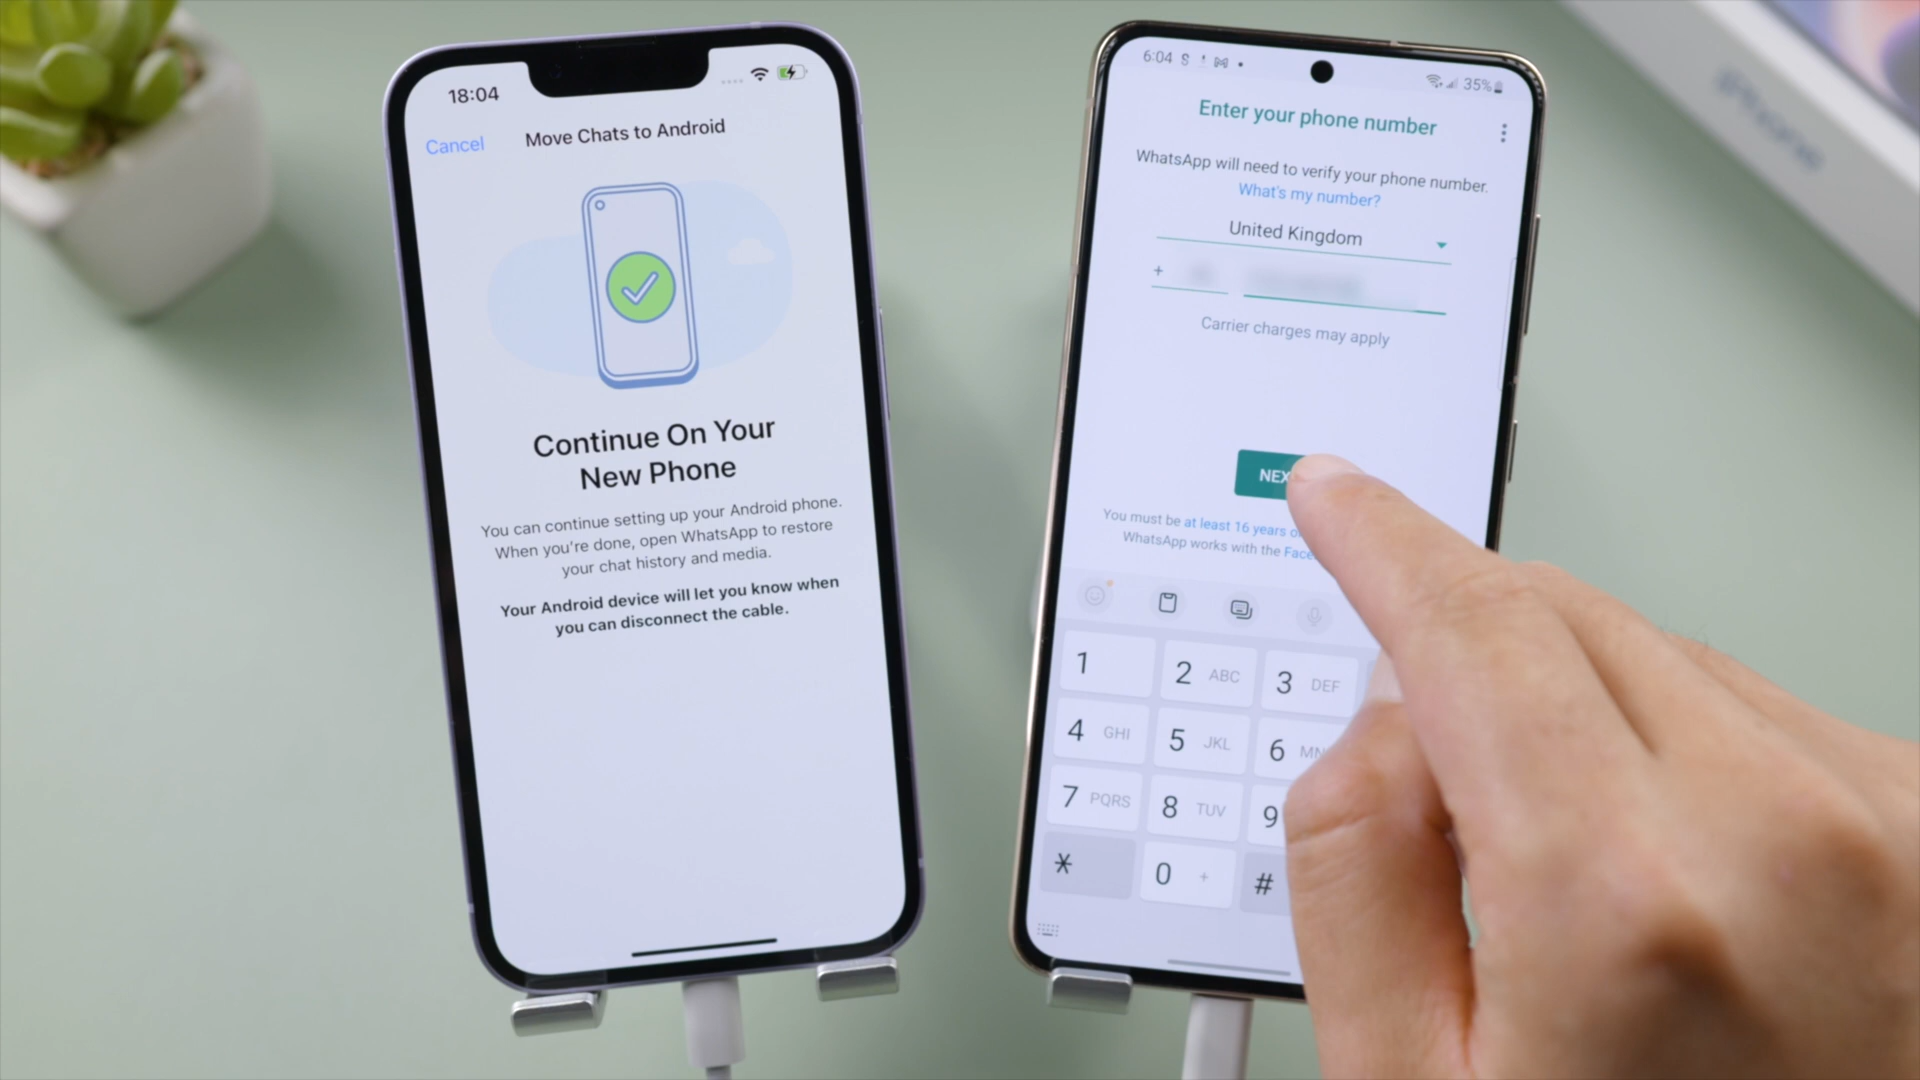 18:04
Cancel
Move Chats to Android
Continue On Your
New Phone
You can continue setting up your Android phone.
When you're done, open WhatsApp to restore
your chat history and media.
Your Android device will let you know when
you can disconnect the cable.
6:04
35%
Enter your phone number
WhatsApp will need to verify your phone number.
What's my number?
United Kingdom
+
Carrier charges may apply
NEX
You must be at least 16 years o
WhatsApp works with the Face
1
2 ABC
3 DEF
4 GHI
5 JKL
6 MN
7 PQRS
8 TUV
9
*
0 +
#
iPhone